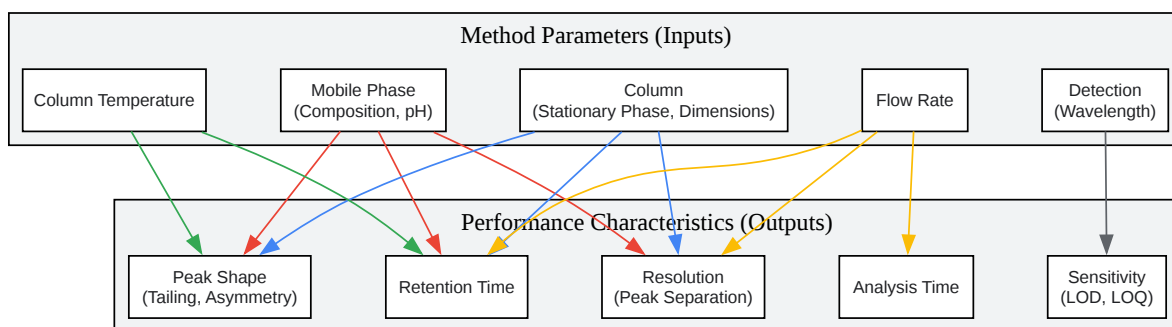 Method Parameters (Inputs)
Column Temperature
Mobile Phase
(Composition, pH)
Column
(Stationary Phase, Dimensions)
Flow Rate
Detection
(Wavelength)
Performance Characteristics (Outputs)
Peak Shape
(Tailing, Asymmetry)
Retention Time
Resolution
(Peak Separation)
Analysis Time
Sensitivity
(LOD, LOQ)